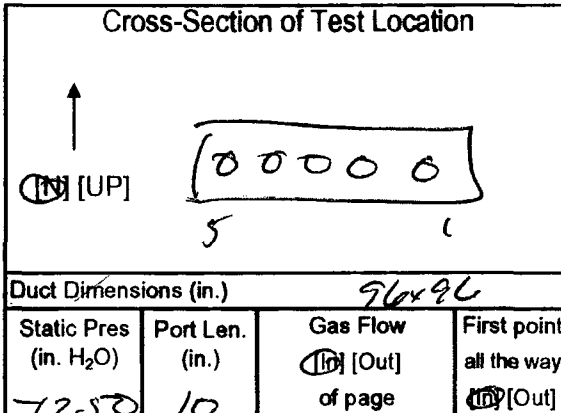 Cross-Section of Test Location
[N] [UP]
5 1
Duct Dimensions (in.) 96x96
Static Pres Port Len. Gas Flow First point
(in. H₂O) (in.) [In] [Out] all the way
10 of page [In] [Out]